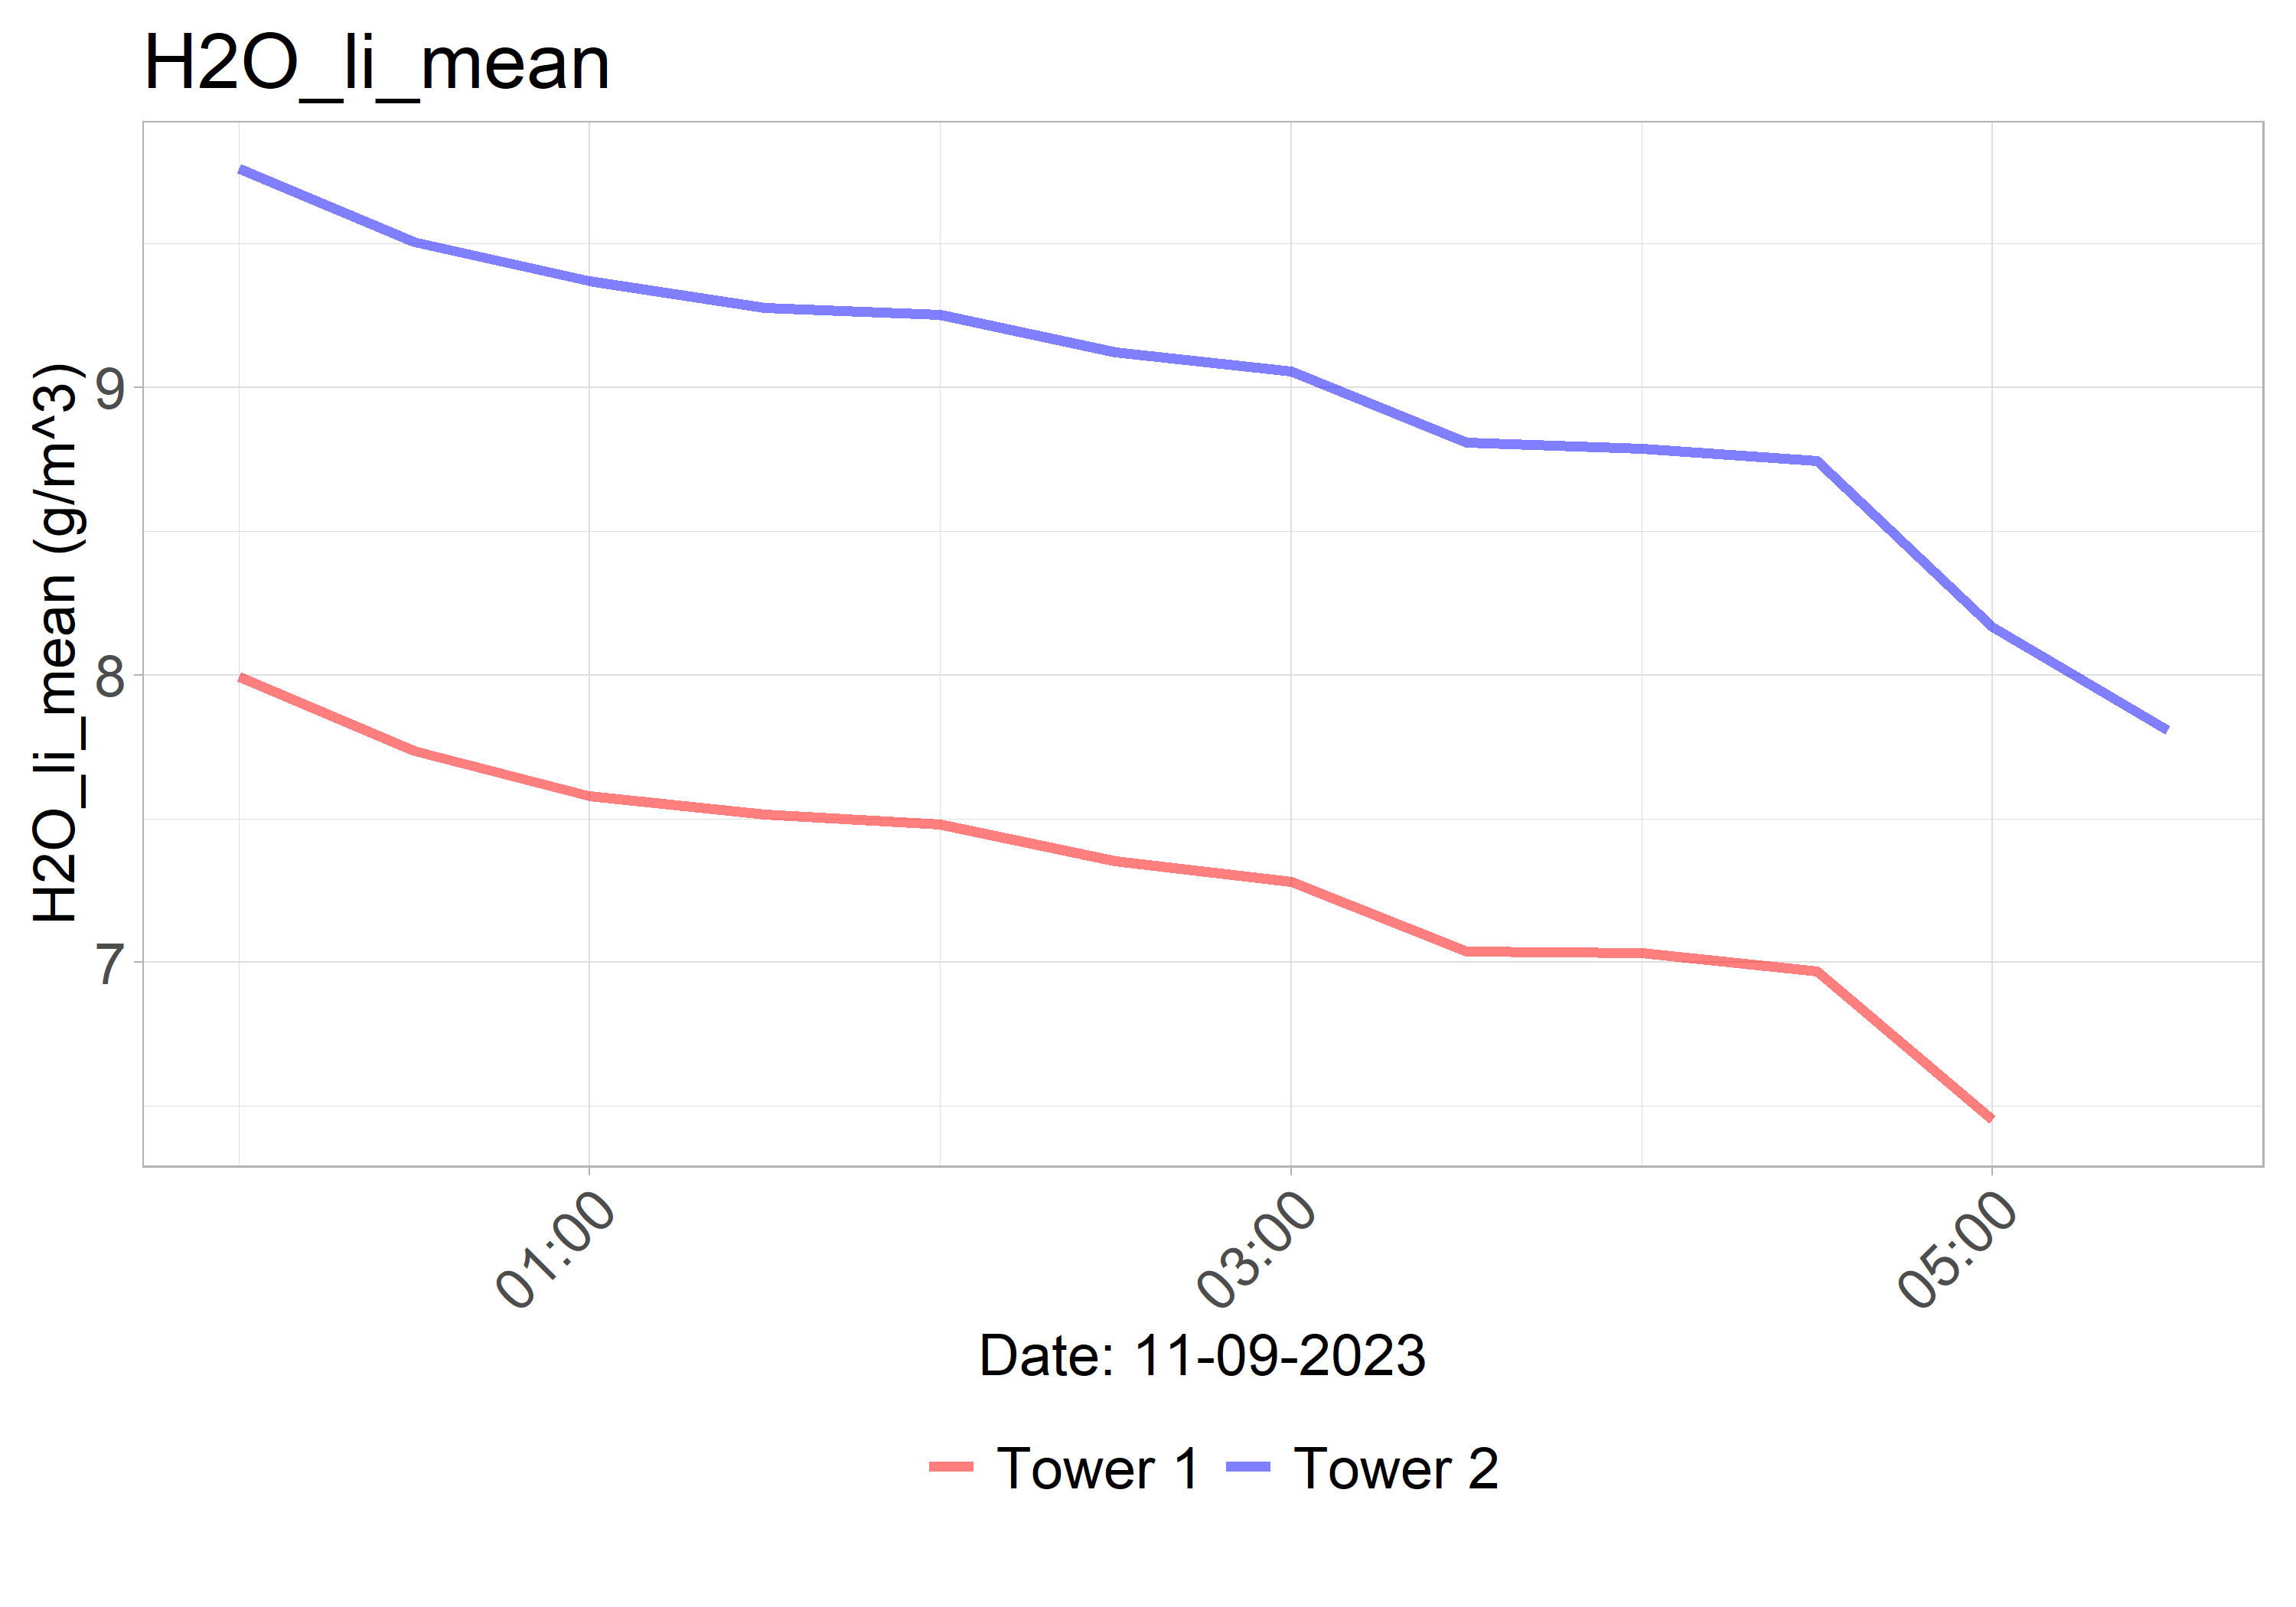 H2O_li_mean
H2O_li_mean (g/m^3)
9
8
7
01:00
03:00
05:00
Date: 11-09-2023
Tower 1
Tower 2